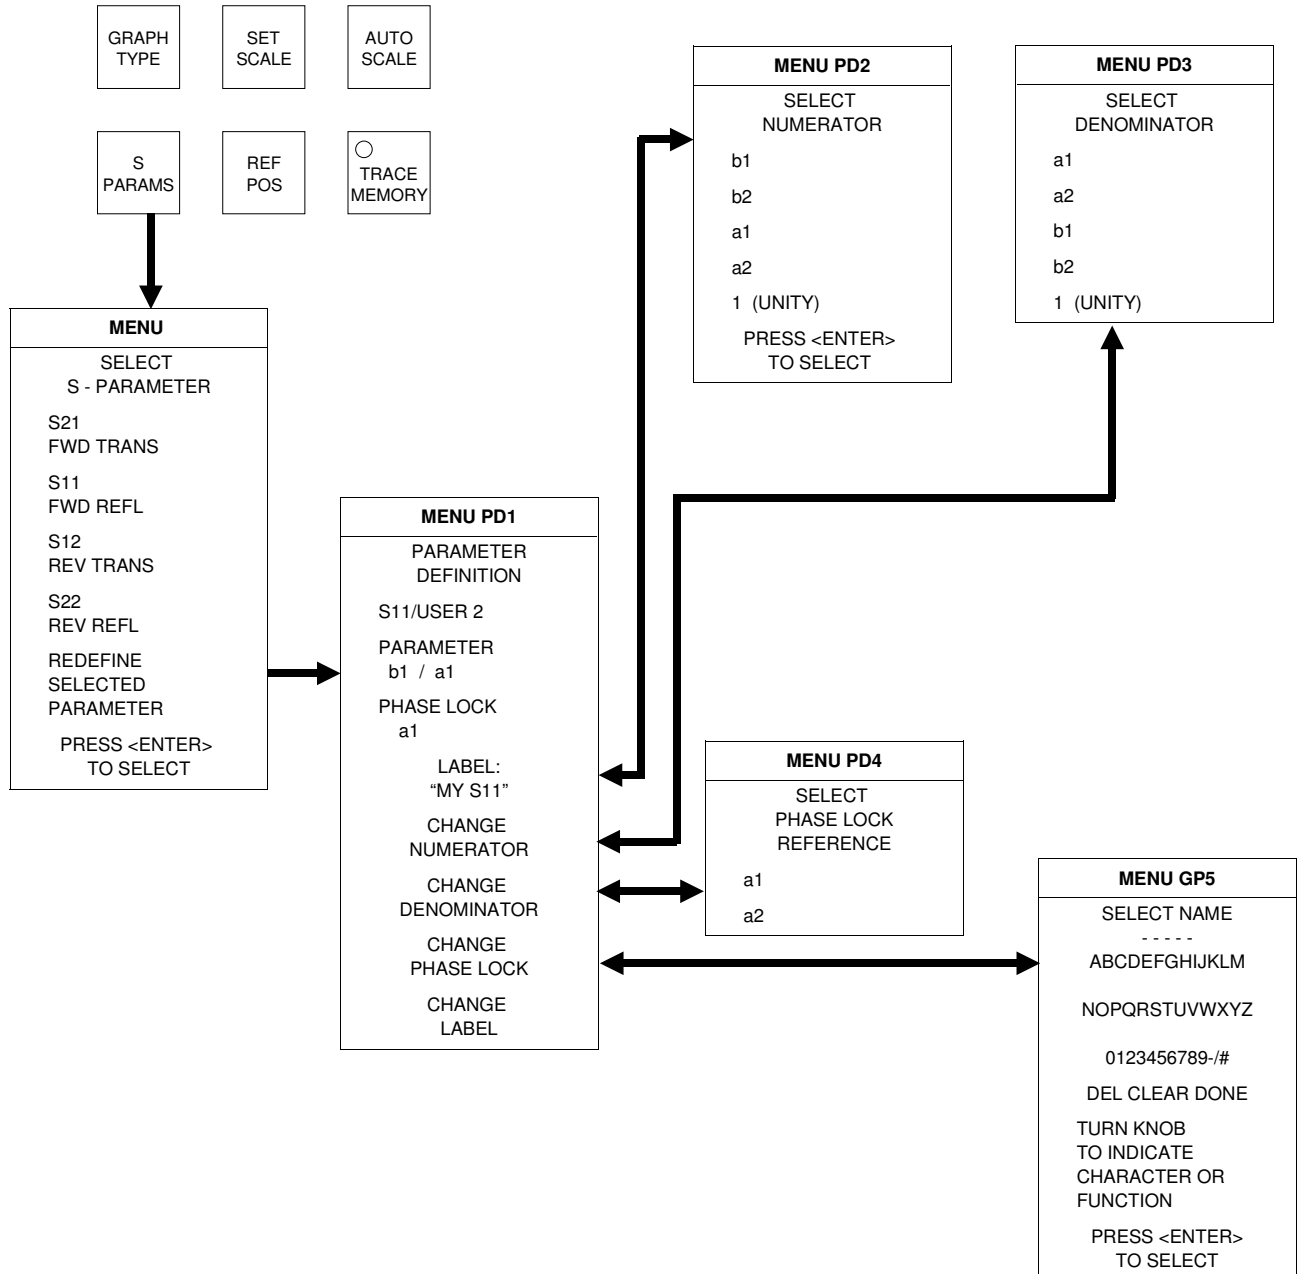 GRAPH
TYPE
SET
SCALE
AUTO
SCALE
S
PARAMS
REF
POS
TRACE
MEMORY
MENU
SELECT
S - PARAMETER
S21
FWD TRANS
S11
FWD REFL
S12
REV TRANS
S22
REV REFL
REDEFINE
SELECTED
PARAMETER
PRESS <ENTER>
TO SELECT
MENU PD1
PARAMETER
DEFINITION
S11/USER 2
PARAMETER
b1 / a1
PHASE LOCK
a1
LABEL:
“MY S11”
CHANGE
NUMERATOR
CHANGE
DENOMINATOR
CHANGE
PHASE LOCK
CHANGE
LABEL
MENU PD2
SELECT
NUMERATOR
b1
b2
a1
a2
1 (UNITY)
PRESS <ENTER>
TO SELECT
MENU PD3
SELECT
DENOMINATOR
a1
a2
b1
b2
1 (UNITY)
MENU PD4
SELECT
PHASE LOCK
REFERENCE
a1
a2
MENU GP5
SELECT NAME
- - - - -
ABCDEFGHIJKLM
NOPQRSTUVWXYZ
0123456789-/#
DEL CLEAR DONE
TURN KNOB
TO INDICATE
CHARACTER OR
FUNCTION
PRESS <ENTER>
TO SELECT